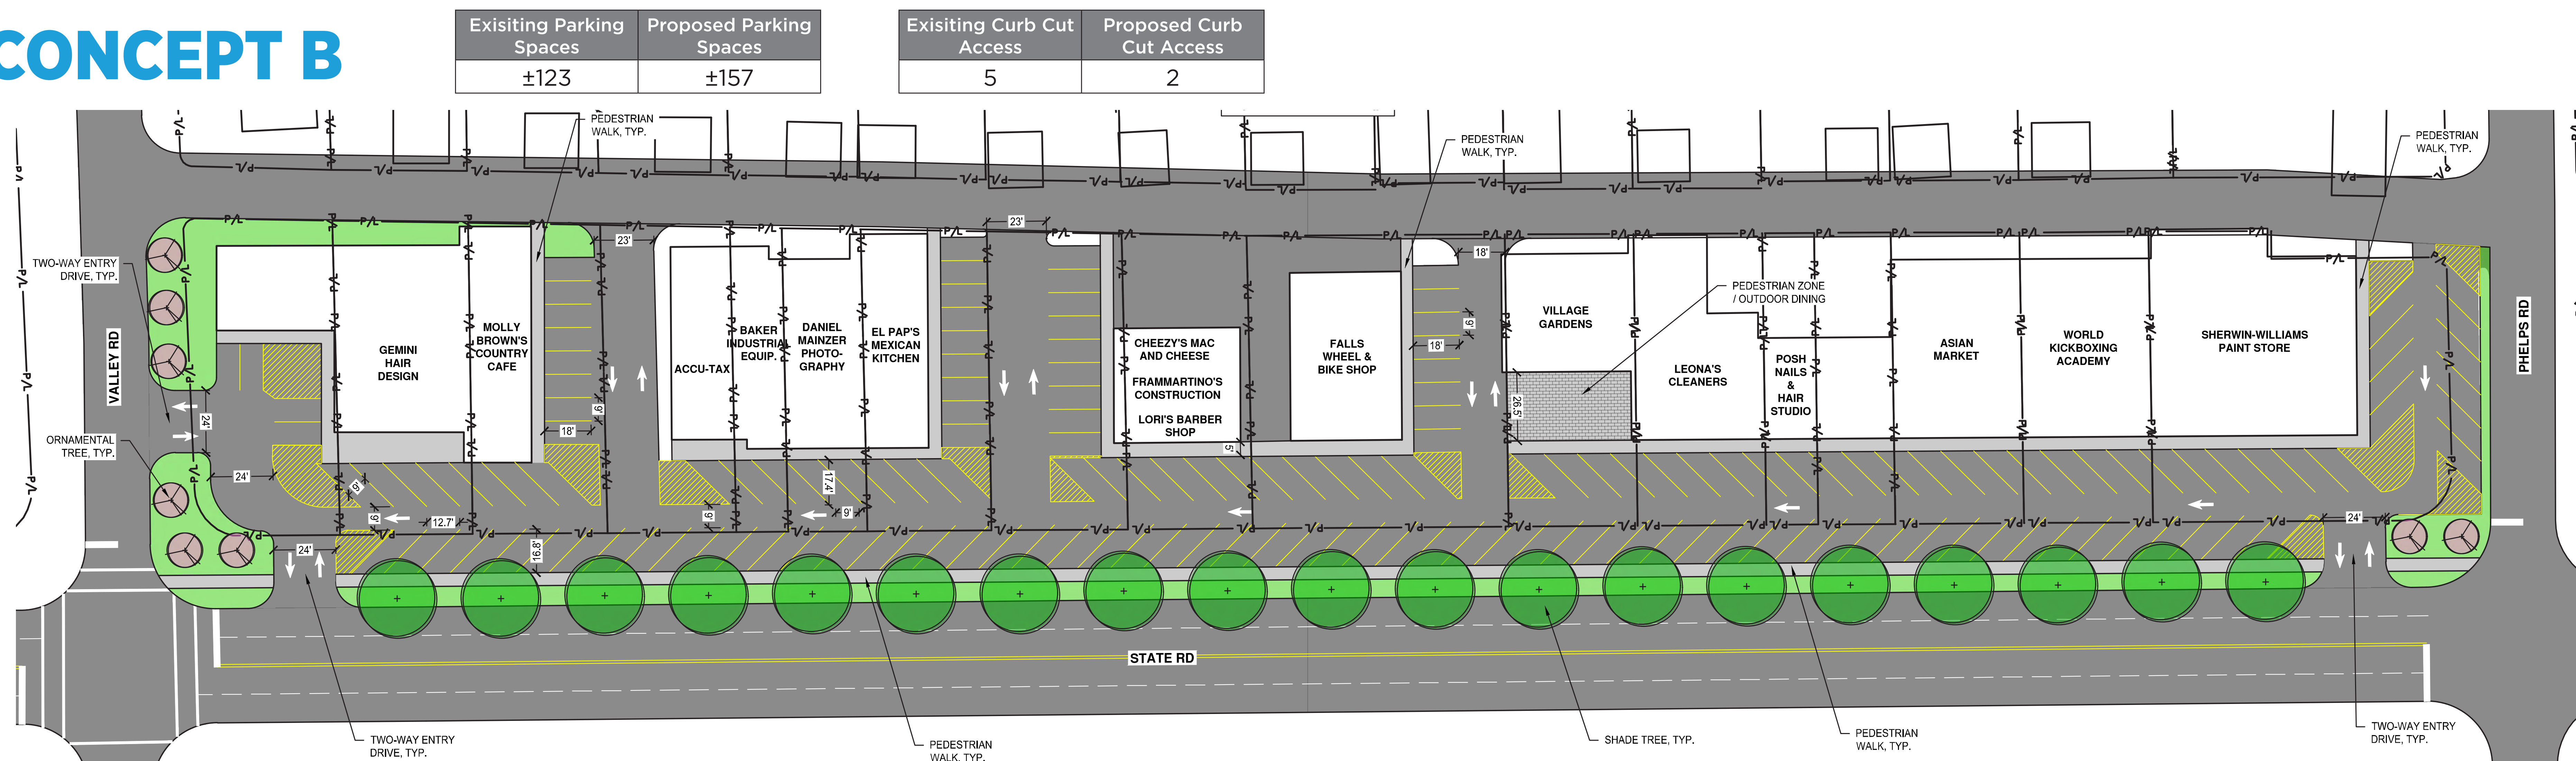 CONCEPT B
Exisiting Parking Spaces
Proposed Parking Spaces
±123
±157
Exisiting Curb Cut Access
Proposed Curb Cut Access
5
2
PEDESTRIAN
WALK, TYP.
PEDESTRIAN
WALK, TYP.
PEDESTRIAN
WALK, TYP.
TWO-WAY ENTRY
DRIVE, TYP.
VALLEY RD
ORNAMENTAL
TREE, TYP.
24'
24'
24'
GEMINI
HAIR
DESIGN
MOLLY
BROWN'S
COUNTRY
CAFE
23'
18'
9'
9'
9'
12.7'
16.8'
ACCU-TAX
BAKER
INDUSTRIAL
EQUIP.
DANIEL
MAINZER
PHOTO-
GRAPHY
EL PAP'S
MEXICAN
KITCHEN
9'
17.4'
9'
23'
CHEEZY'S MAC
AND CHEESE
FRAMMARTINO'S
CONSTRUCTION
LORI'S BARBER
SHOP
5'
FALLS
WHEEL &
BIKE SHOP
18'
9'
18'
VILLAGE
GARDENS
PEDESTRIAN ZONE
/ OUTDOOR DINING
26.5'
LEONA'S
CLEANERS
POSH
NAILS
&
HAIR
STUDIO
ASIAN
MARKET
WORLD
KICKBOXING
ACADEMY
SHERWIN-WILLIAMS
PAINT STORE
PHELPS RD
24'
P/L
STATE RD
TWO-WAY ENTRY
DRIVE, TYP.
PEDESTRIAN
WALK, TYP.
SHADE TREE, TYP.
PEDESTRIAN
WALK, TYP.
TWO-WAY ENTRY
DRIVE, TYP.